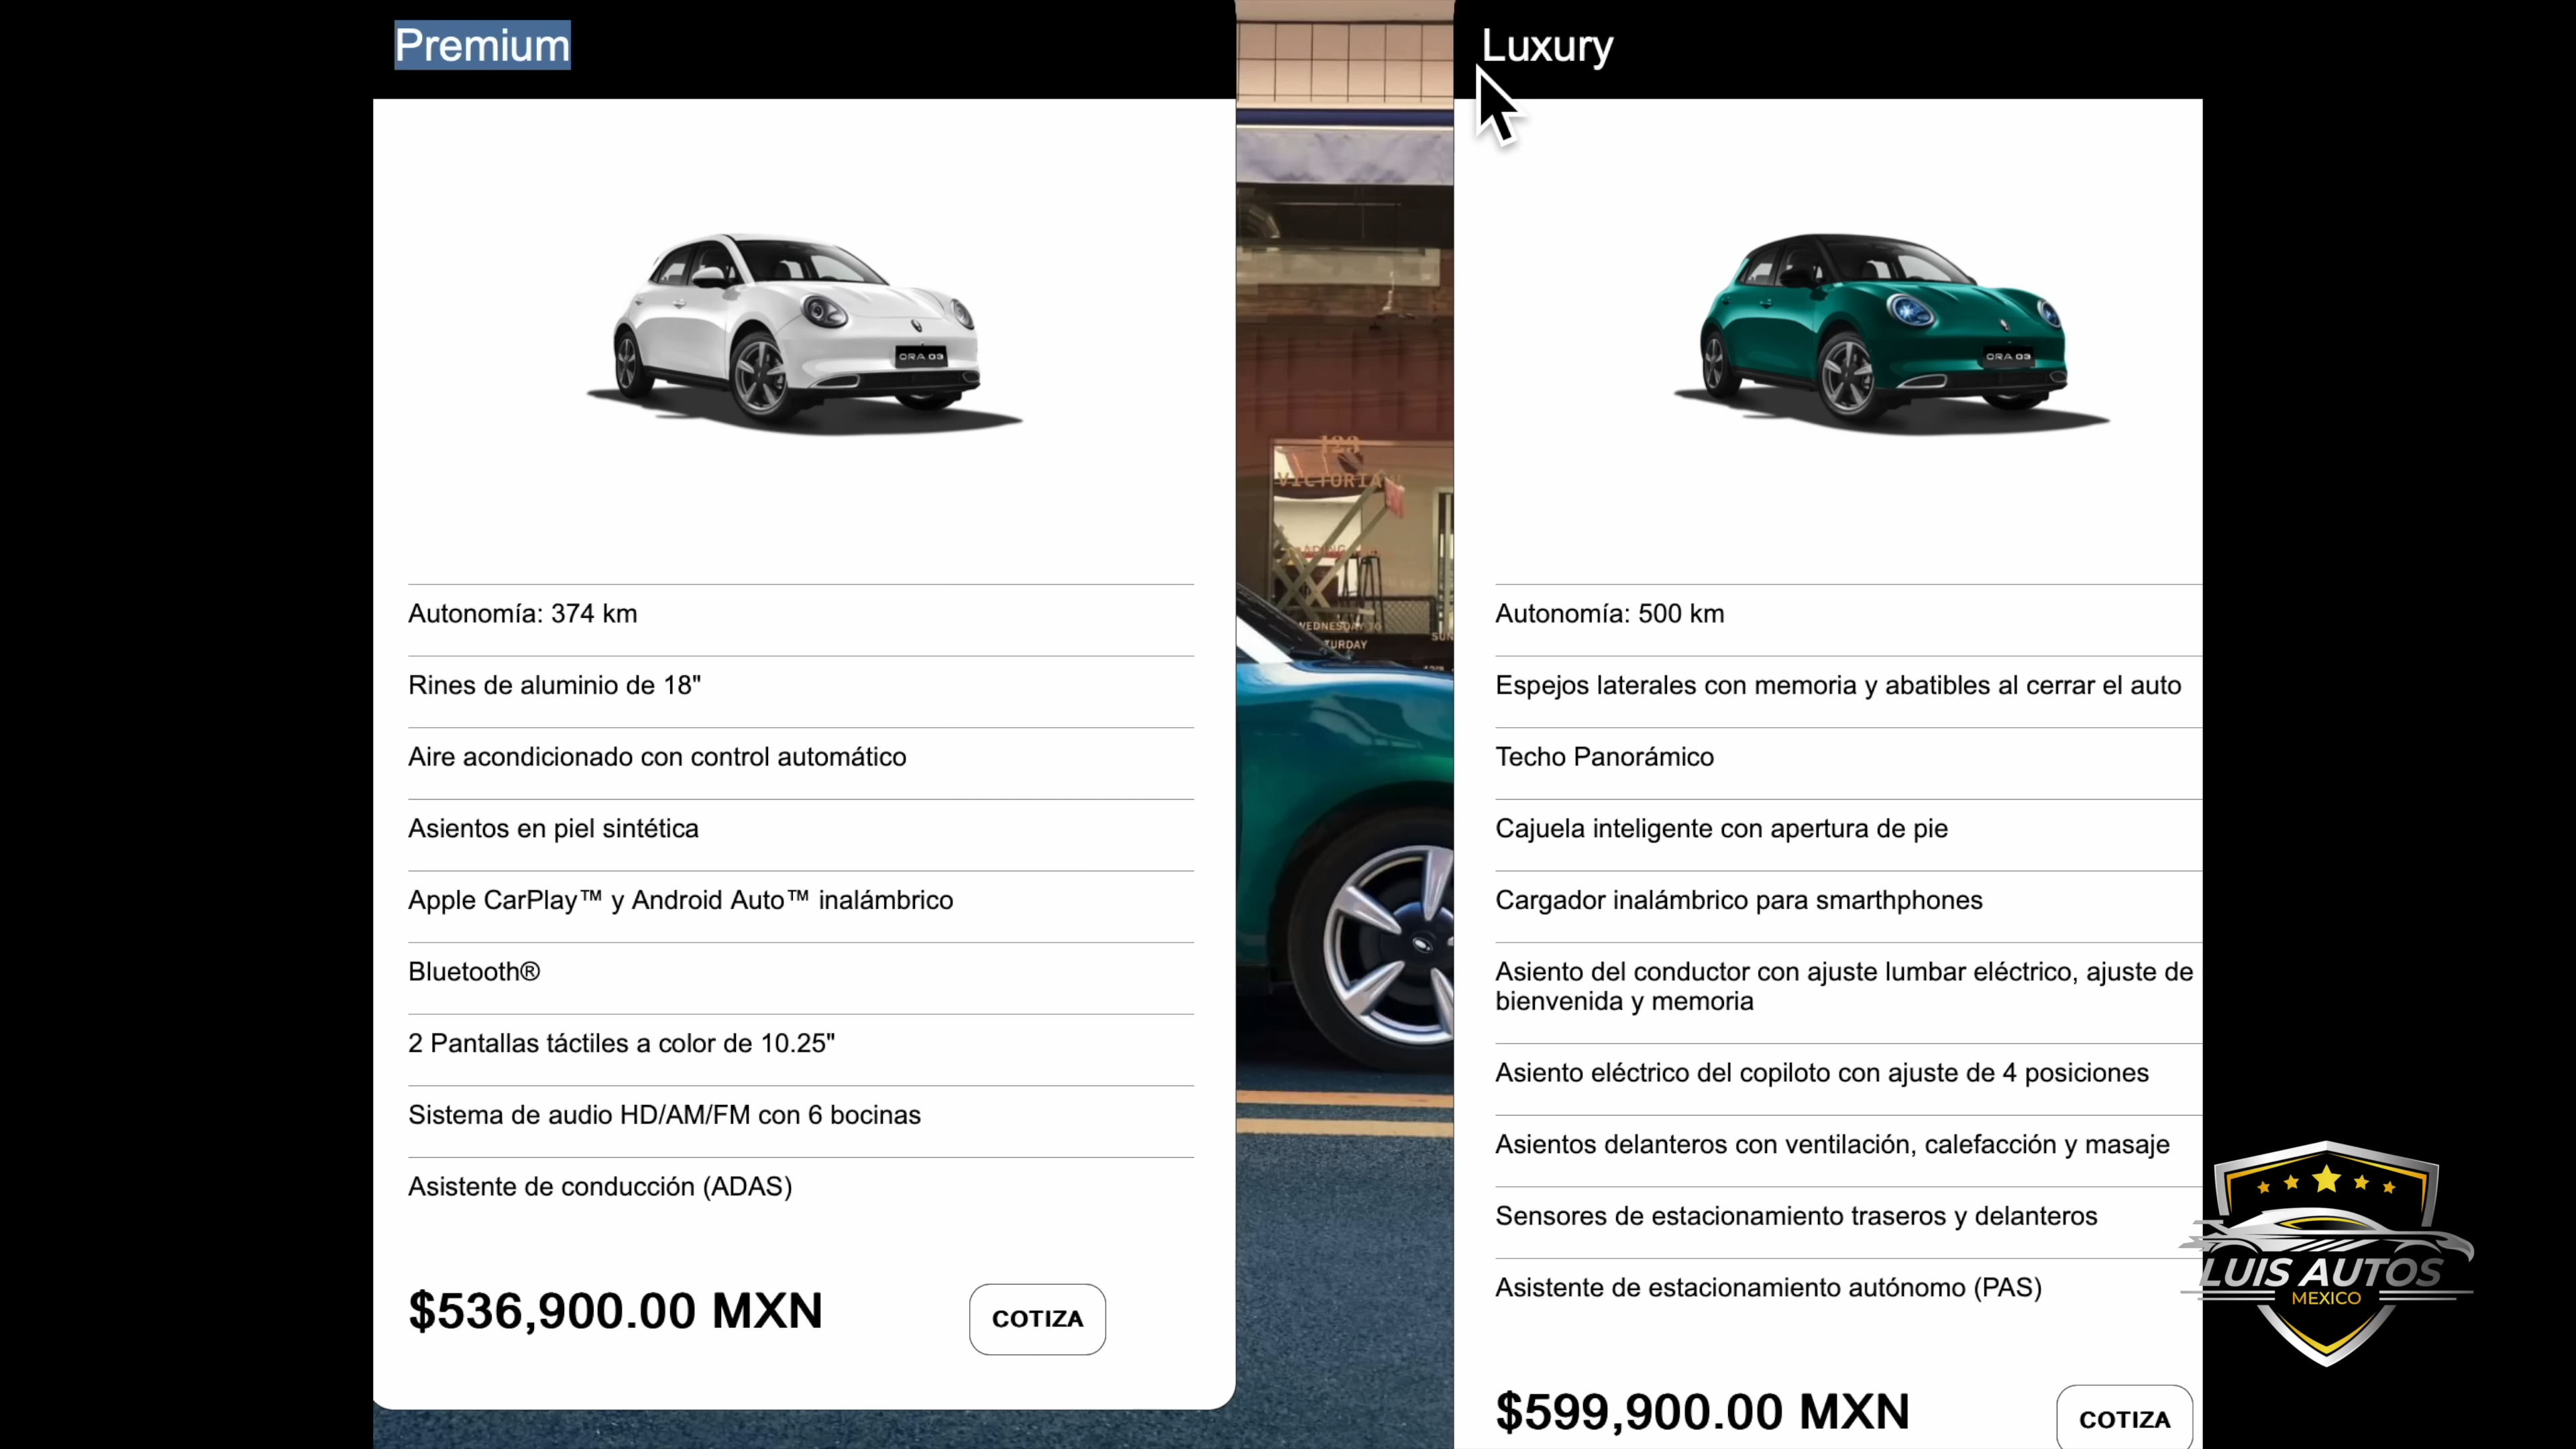 Premium
ORA 03
Autonomía: 374 km
Rines de aluminio de 18"
Aire acondicionado con control automático
Asientos en piel sintética
Apple CarPlay™ y Android Auto™ inalámbrico
Bluetooth®
2 Pantallas táctiles a color de 10.25"
Sistema de audio HD/AM/FM con 6 bocinas
Asistente de conducción (ADAS)
$536,900.00 MXN
COTIZA
123
VICTORIA
WEDNESDAY TO
TURDAY
SUN
Luxury
ORA 03
Autonomía: 500 km
Espejos laterales con memoria y abatibles al cerrar el auto
Techo Panorámico
Cajuela inteligente con apertura de pie
Cargador inalámbrico para smarthphones
Asiento del conductor con ajuste lumbar eléctrico, ajuste de
bienvenida y memoria
Asiento eléctrico del copiloto con ajuste de 4 posiciones
Asientos delanteros con ventilación, calefacción y masaje
Sensores de estacionamiento traseros y delanteros
Asistente de estacionamiento autónomo (PAS)
$599,900.00 MXN
COTIZA
LUIS AUTOS
MEXICO